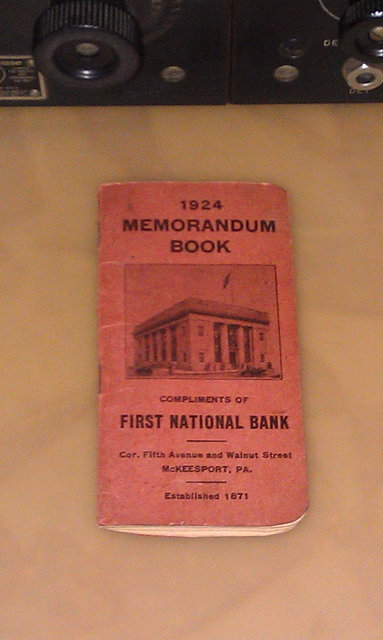 1924
MEMORANDUM
BOOK
COMPLIMENTS OF
FIRST NATIONAL BANK
Cor. Fifth Avenue and Walnut Street
McKEESPORT, PA.
Established 1871